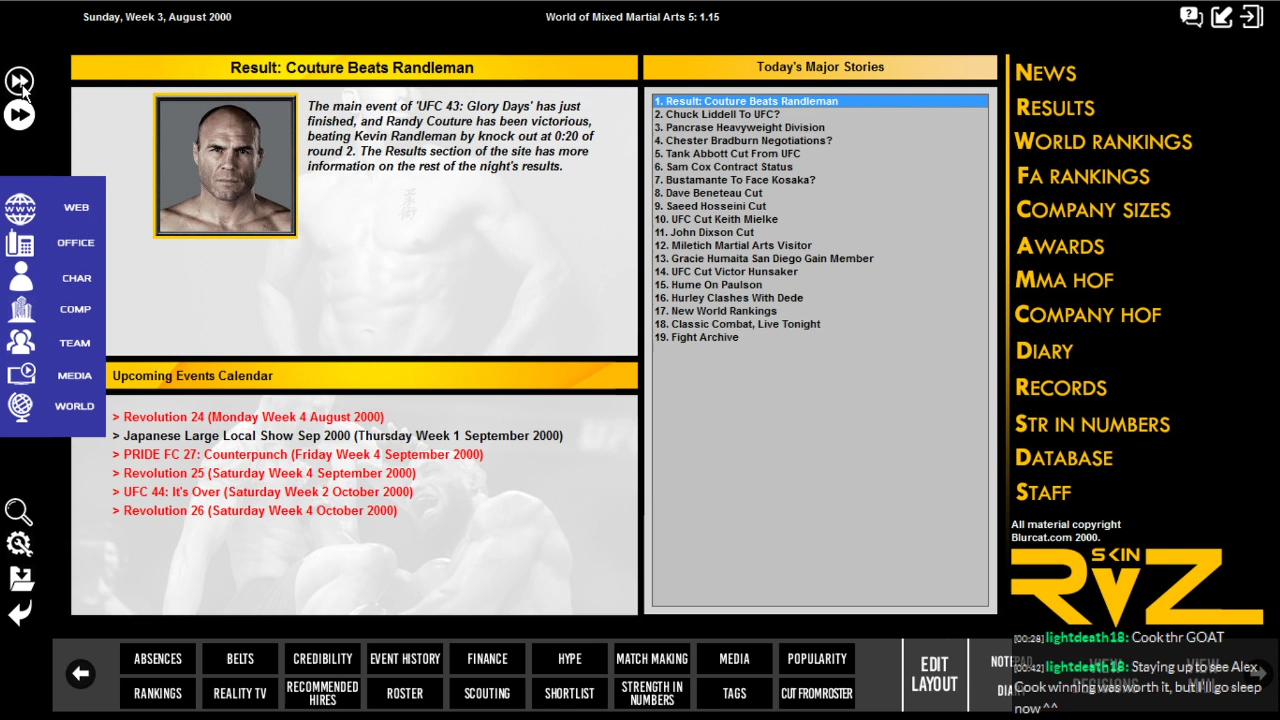 Sunday, Week 3, August 2000
World of Mixed Martial Arts 5: 1.15
Result: Couture Beats Randleman
The main event of 'UFC 43: Glory Days' has just
finished, and Randy Couture has been victorious,
beating Kevin Randleman by knock out at 0:20 of
round 2. The Results section of the site has more
information on the rest of the night's results.
Today's Major Stories
1. Result: Couture Beats Randleman
2. Chuck Liddell To UFC?
3. Pancrase Heavyweight Division
4. Chester Bradburn Negotiations?
5. Tank Abbott Cut From UFC
6. Sam Cox Contract Status
7. Bustamante To Face Kosaka?
8. Dave Beneteau Cut
9. Saeed Hosseini Cut
10. UFC Cut Keith Mielke
11. John Dixson Cut
12. Miletich Martial Arts Visitor
13. Gracie Humaita San Diego Gain Member
14. UFC Cut Victor Hunsaker
15. Hume On Paulson
16. Hurley Clashes With Dede
17. New World Rankings
18. Classic Combat, Live Tonight
19. Fight Archive
NEWS
RESULTS
WORLD RANKINGS
FA RANKINGS
COMPANY SIZES
AWARDS
MMA HOF
COMPANY HOF
DIARY
RECORDS
STR IN NUMBERS
DATABASE
STAFF
All material copyright
Blurcat.com 2000.
SKIN
RVZ
WWW
WEB
OFFICE
CHAR
COMP
TEAM
MEDIA
WORLD
Upcoming Events Calendar
> Revolution 24 (Monday Week 4 August 2000)
> Japanese Large Local Show Sep 2000 (Thursday Week 1 September 2000)
> PRIDE FC 27: Counterpunch (Friday Week 4 September 2000)
> Revolution 25 (Saturday Week 4 September 2000)
> UFC 44: It's Over (Saturday Week 2 October 2000)
> Revolution 26 (Saturday Week 4 October 2000)
ABSENCES
BELTS
CREDIBILITY
EVENT HISTORY
FINANCE
HYPE
MATCH MAKING
MEDIA
POPULARITY
RANKINGS
REALITY TV
RECOMMENDED
HIRES
ROSTER
SCOUTING
SHORTLIST
STRENGTH IN
NUMBERS
TAGS
CUT FROM ROSTER
EDIT
LAYOUT
[00:28] lightdeath18: Cook thr GOAT
[00:42] lightdeath18: Staying up to see Alex
Cook winning was worth it, but I'll go sleep
now ^^